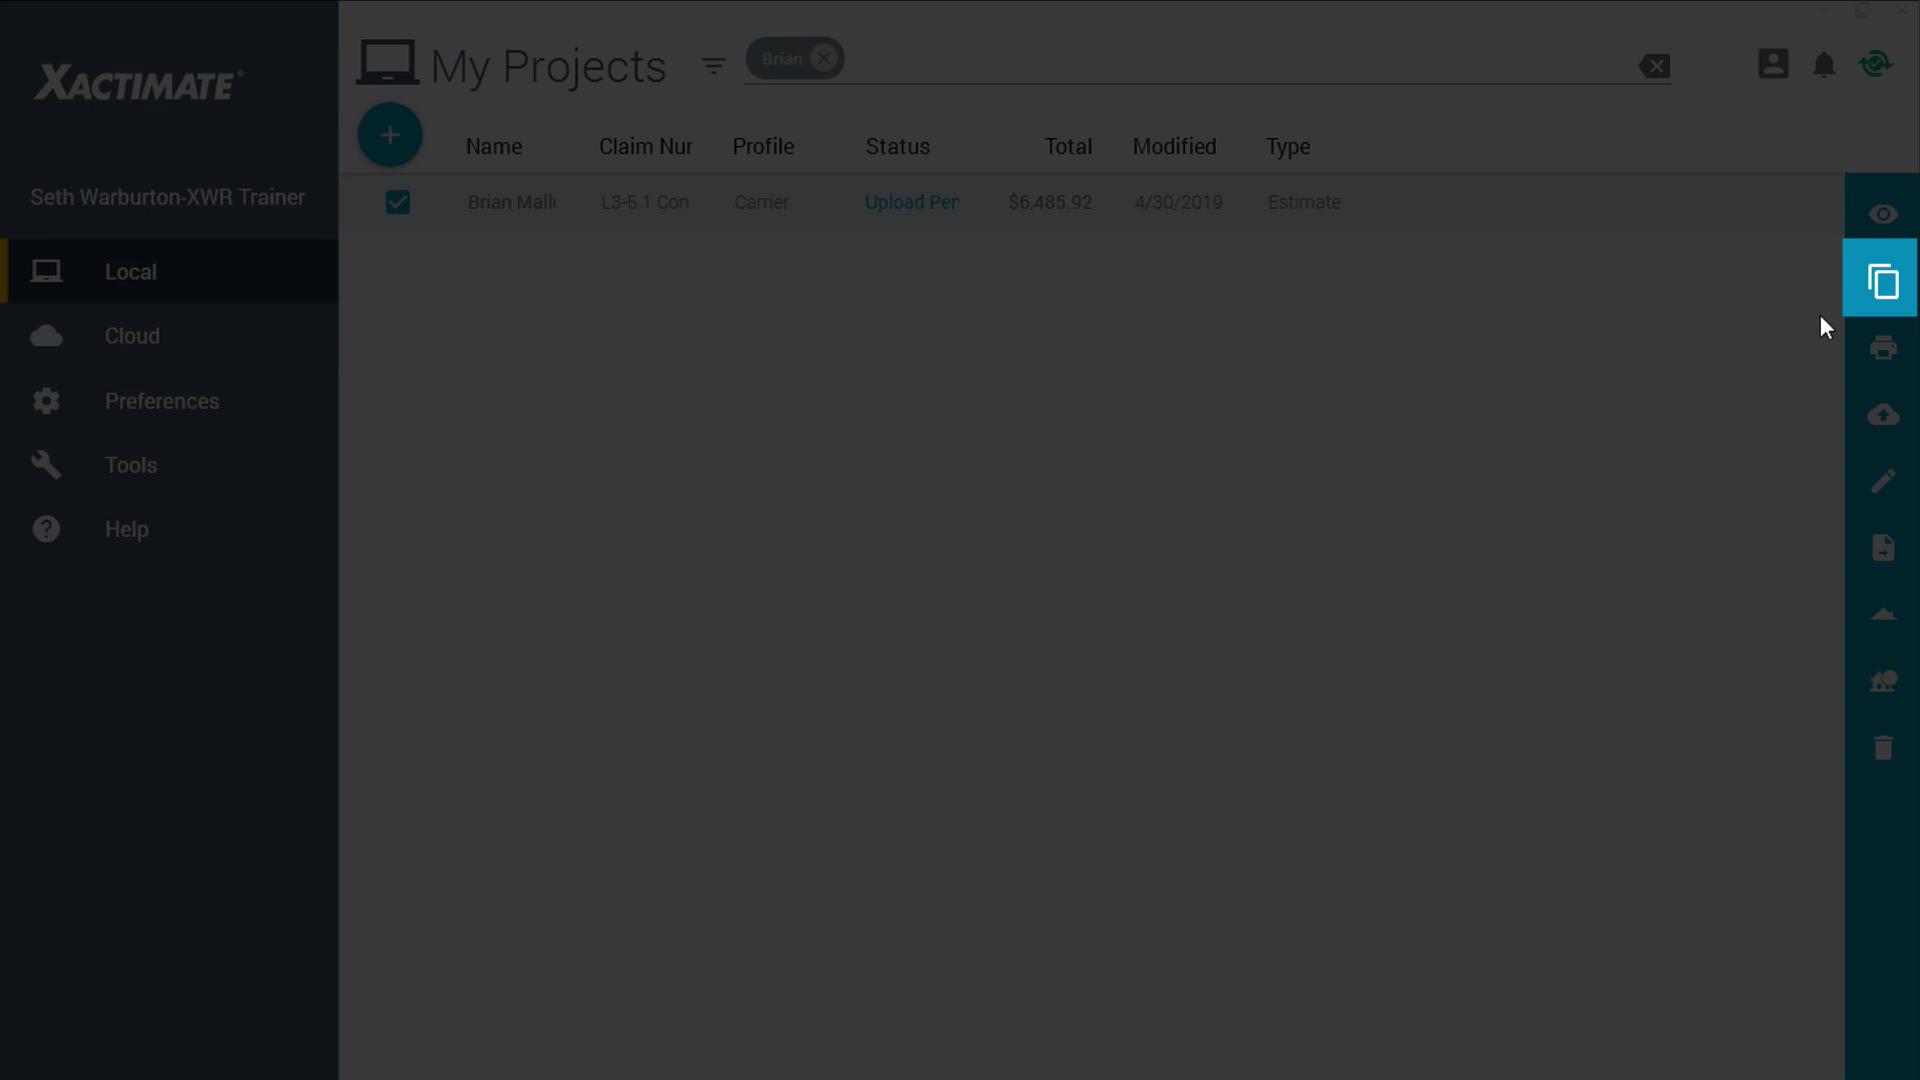 XACTIMATE®
My Projects
Brian
Name Claim Nur Profile Status Total Modified Type
Seth Warburton-XWR Trainer
Brian Mall L3-5.1 Con Carrier Upload Per $6,485.92 4/30/2019 Estimate
Local
Cloud
Preferences
Tools
Help